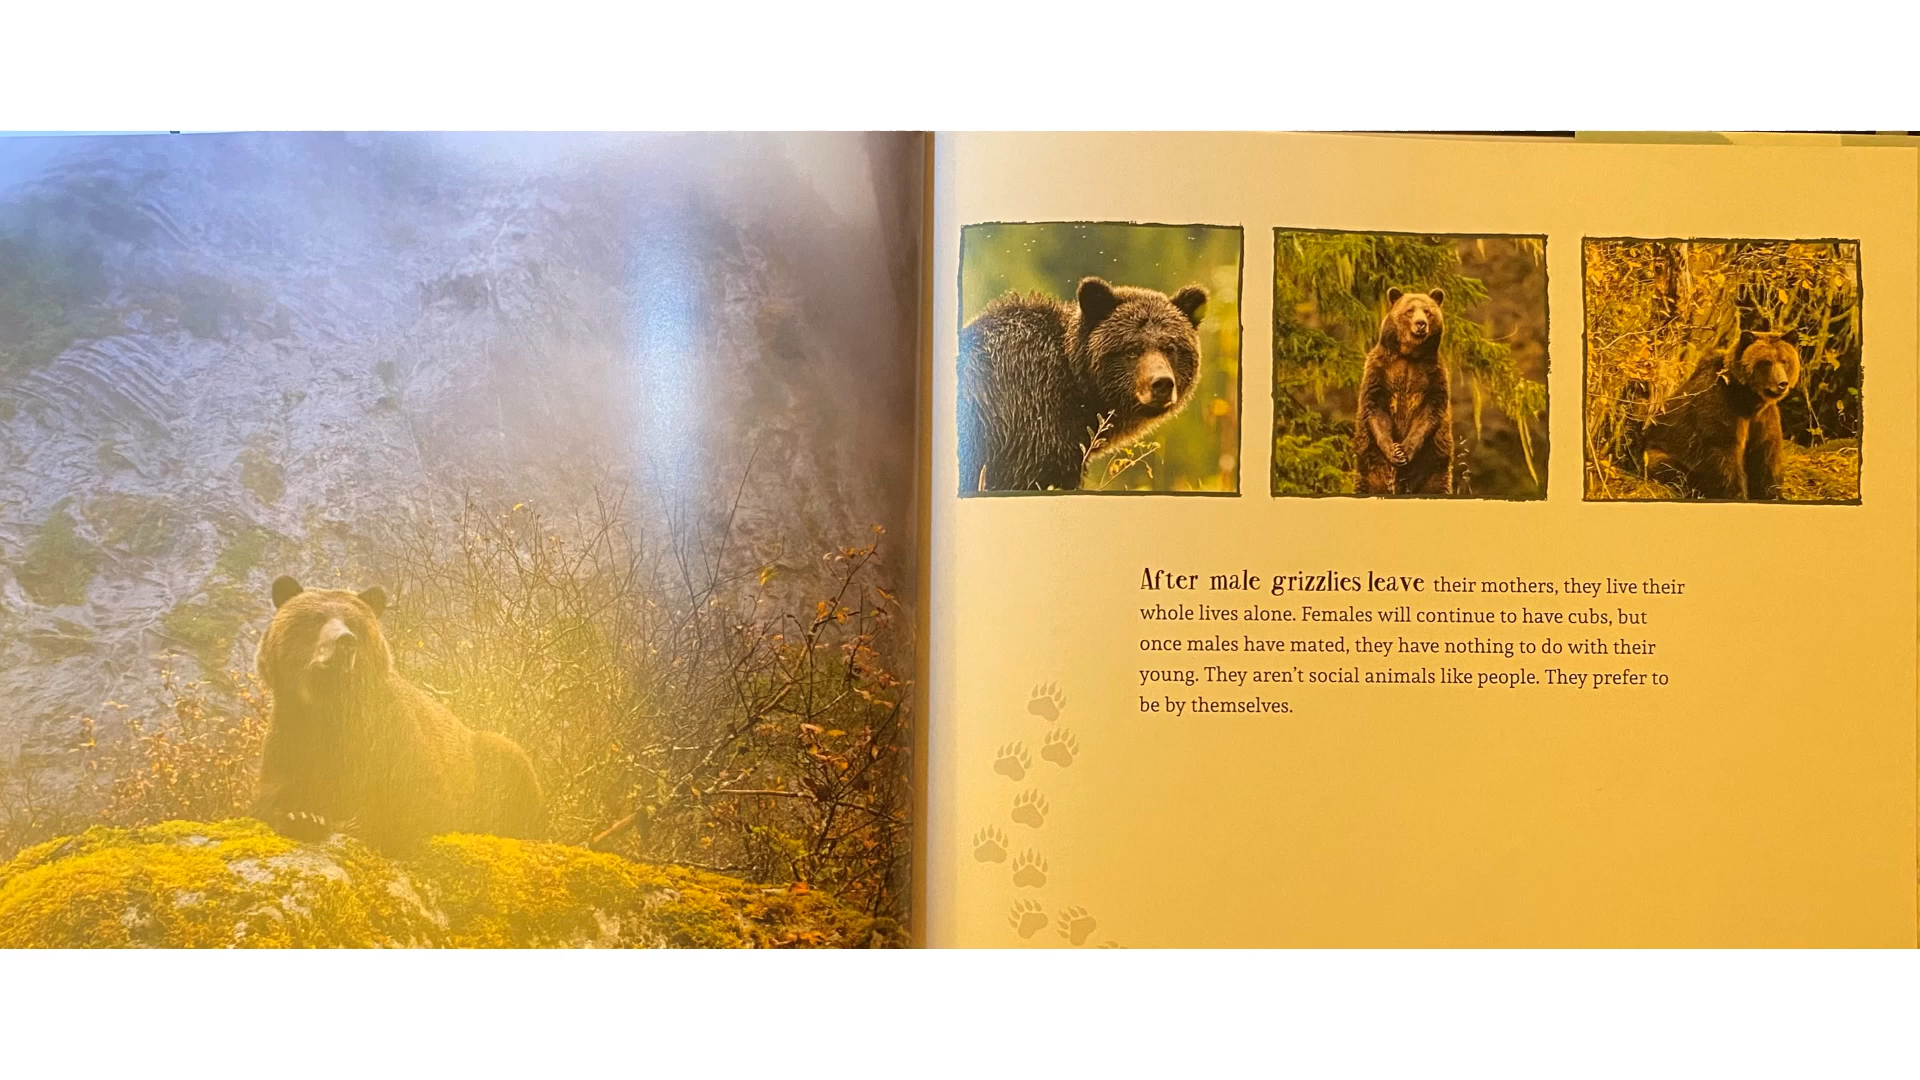 After male grizzlies leave their mothers, they live their
whole lives alone. Females will continue to have cubs, but
once males have mated, they have nothing to do with their
young. They aren’t social animals like people. They prefer to
be by themselves.